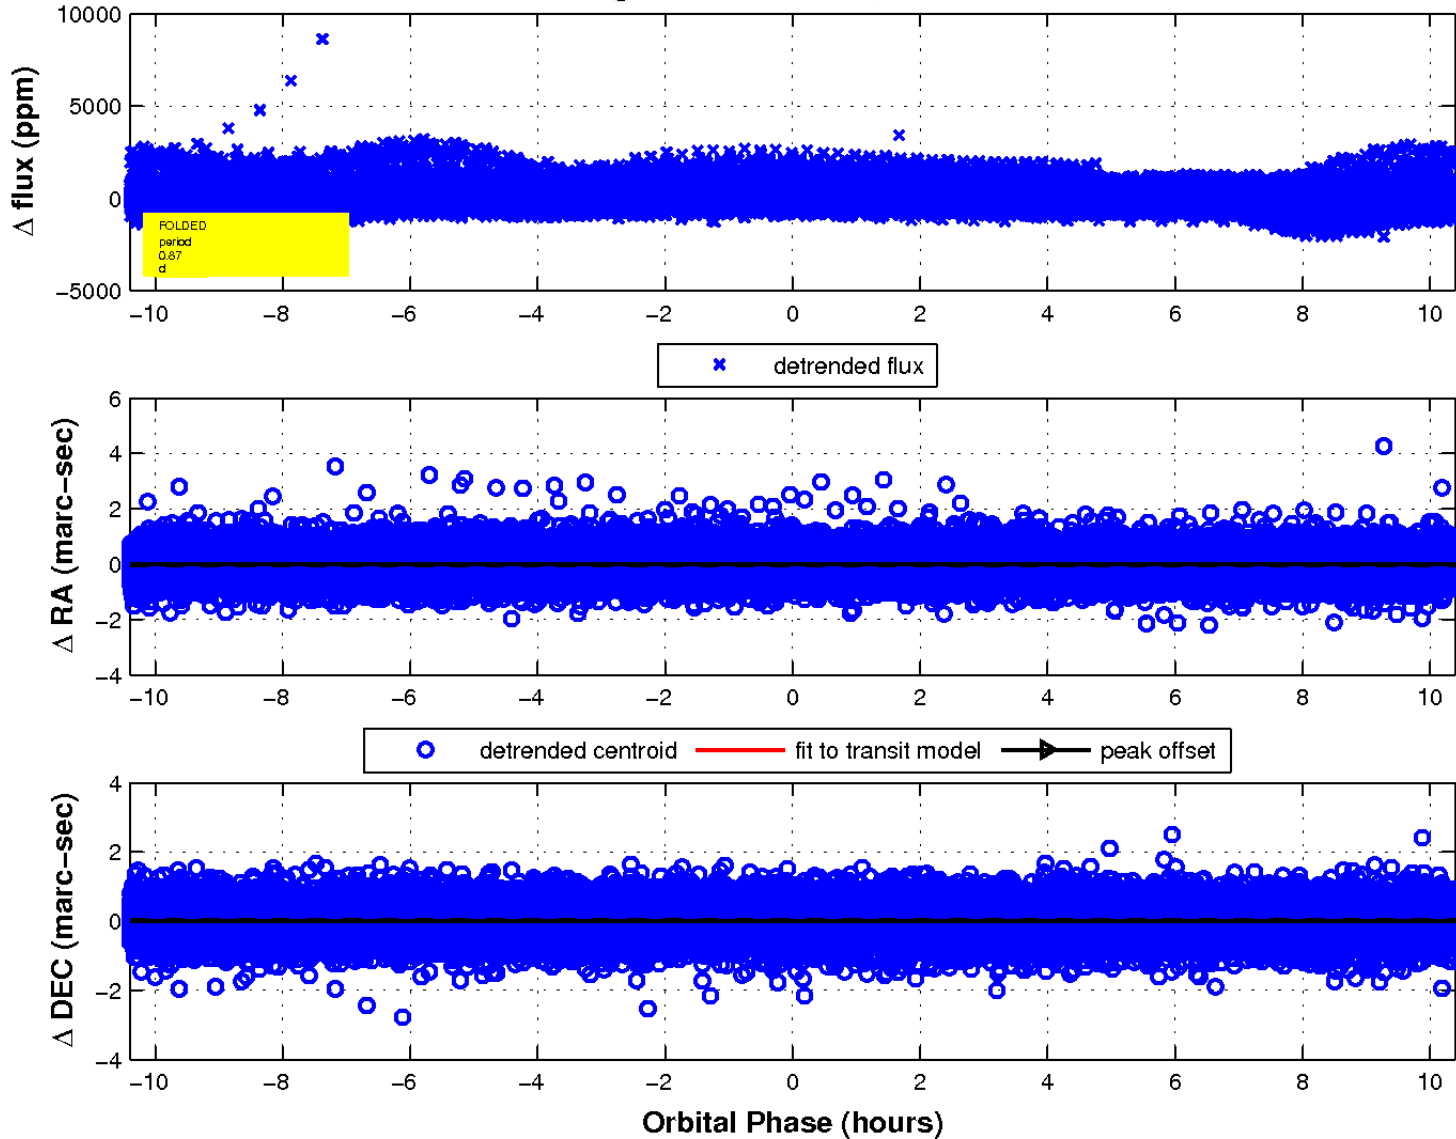 10000
5000
0
−5000
Δ flux (ppm)
FOLDED
period
0.87
d
−10 −8 −6 −4 −2 0 2 4 6 8 10
detrended flux
6
4
2
0
−2
−4
Δ RA (marc−sec)
−10 −8 −6 −4 −2 0 2 4 6 8 10
detrended centroid fit to transit model peak offset
4
2
0
−2
−4
Δ DEC (marc−sec)
−10 −8 −6 −4 −2 0 2 4 6 8 10
Orbital Phase (hours)